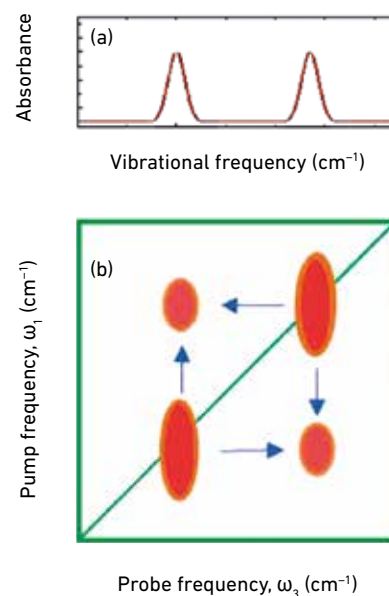 Absorbance
(a)
Vibrational frequency (cm⁻¹)
(b)
Pump frequency, ω₁ (cm⁻¹)
Probe frequency, ω₃ (cm⁻¹)